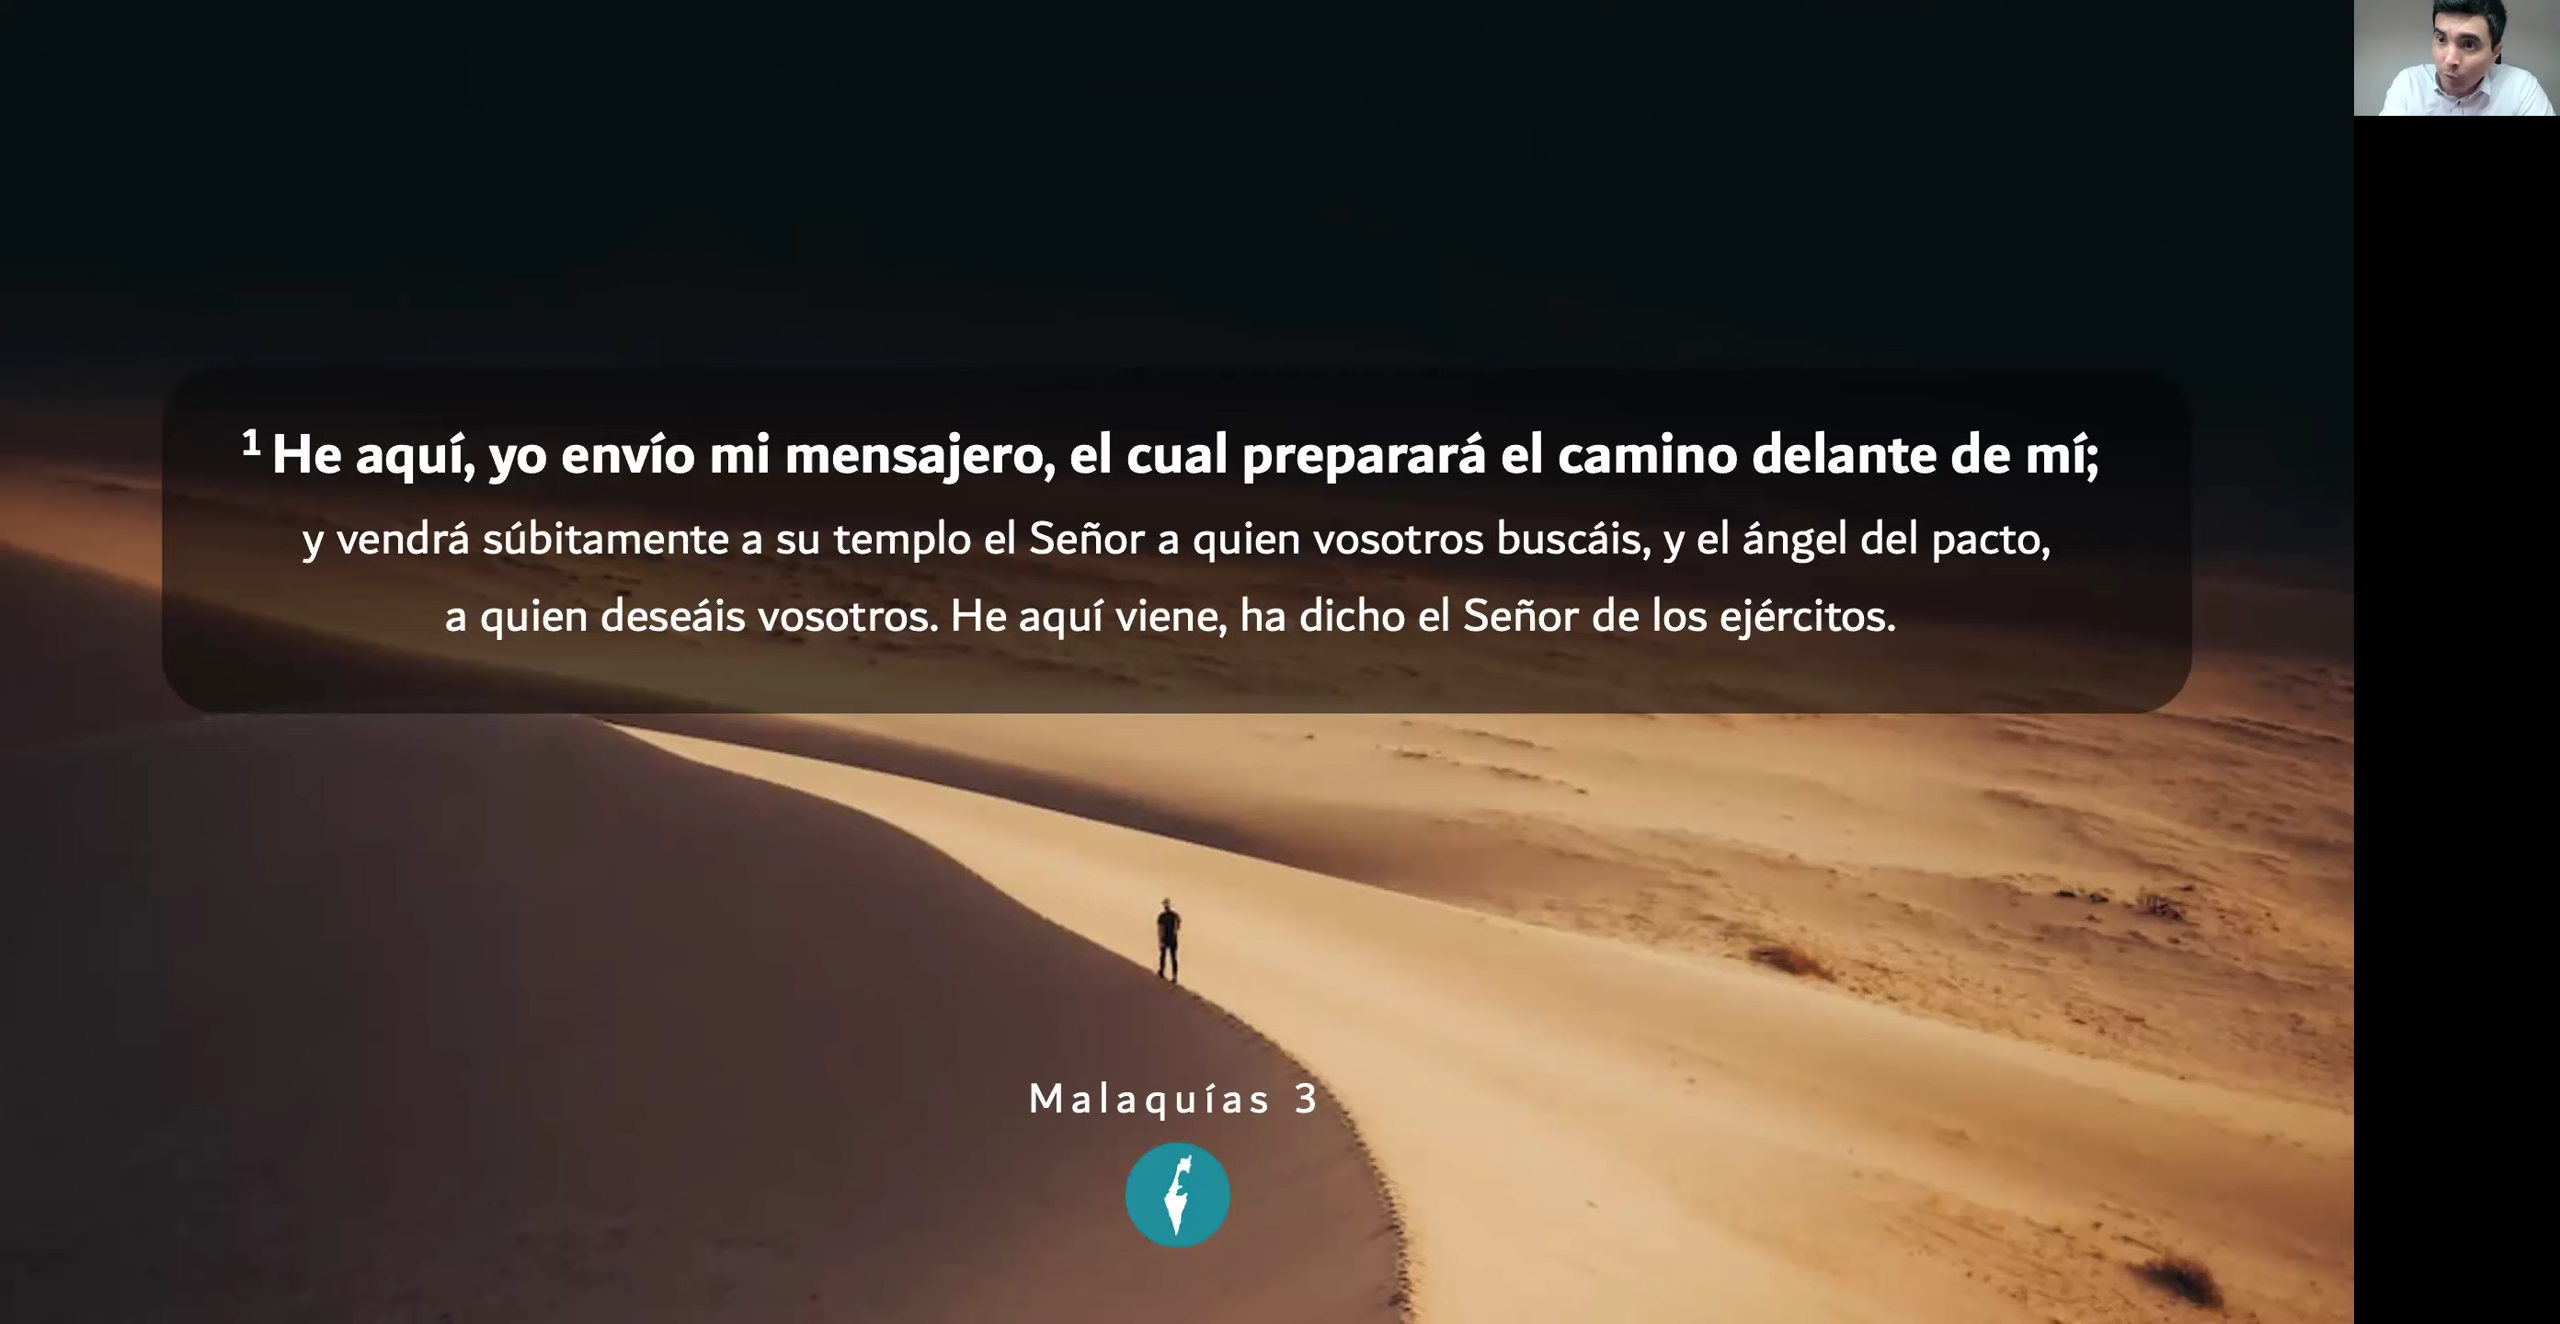 1 He aquí, yo envío mi mensajero, el cual preparará el camino delante de mí;
y vendrá súbitamente a su templo el Señor a quien vosotros buscáis, y el ángel del pacto,
a quien deseáis vosotros. He aquí viene, ha dicho el Señor de los ejércitos.
Malaquías 3